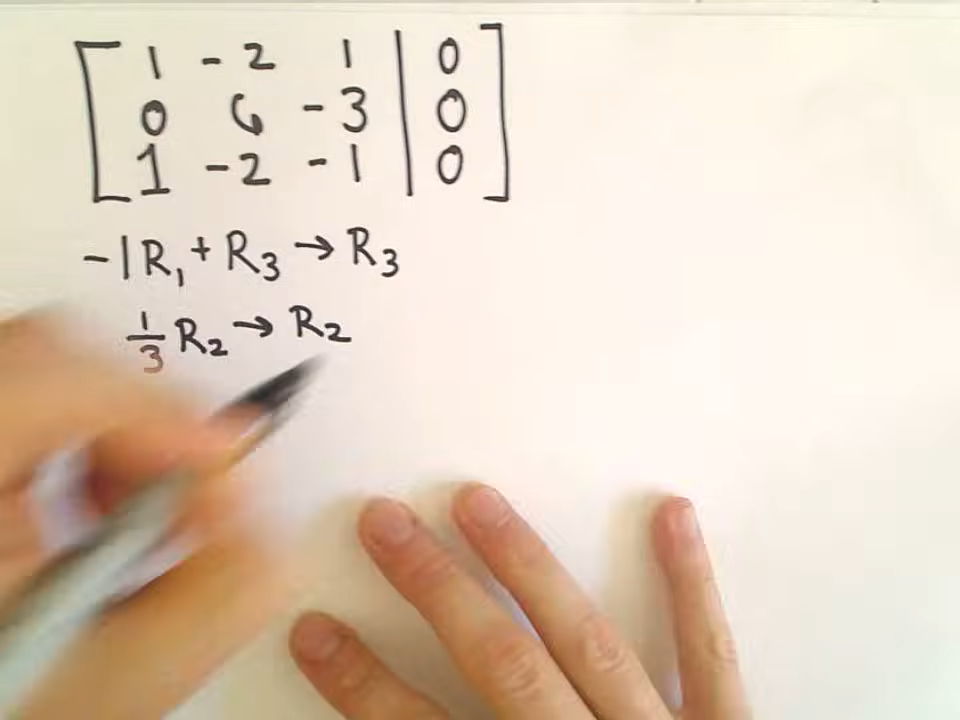 1 -2 1 | 0
0 6 -3 | 0
1 -2 -1 | 0
-1R₁ + R₃ → R₃
1/3 R₂ → R₂